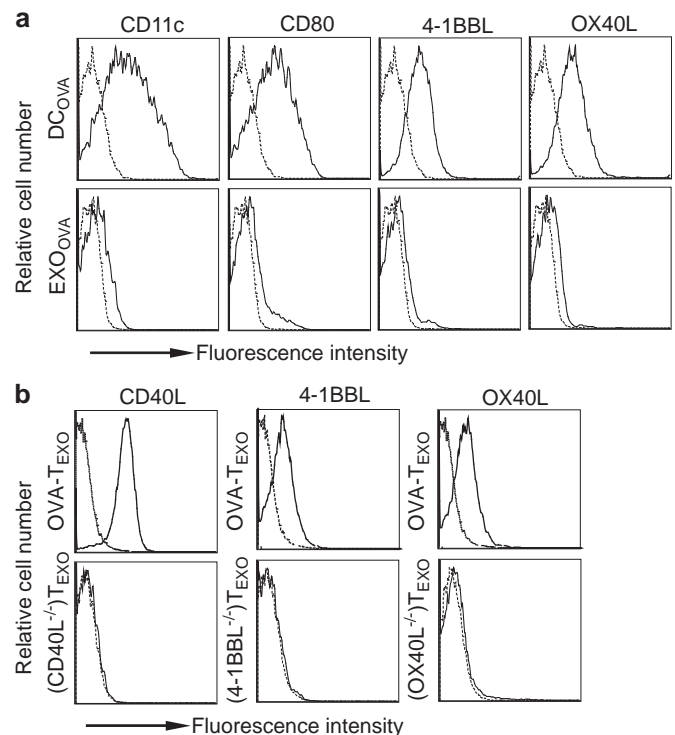 a
CD11c CD80 4-1BBL OX40L
Relative cell number
DCOVA
EXOOVA
Fluorescence intensity
b
CD40L 4-1BBL OX40L
Relative cell number
OVA-TEXO OVA-TEXO OVA-TEXO
(CD40L-/-)TEXO (4-1BBL-/-)TEXO (OX40L-/-)TEXO
Fluorescence intensity